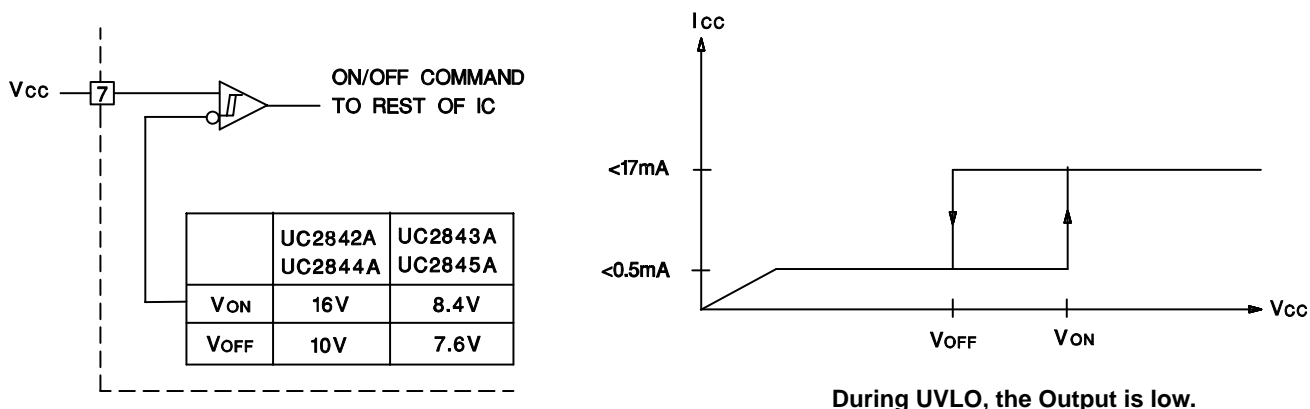 Vcc
7
ON/OFF COMMAND
TO REST OF IC
UC2842A UC2843A
UC2844A UC2845A
VON 16V 8.4V
VOFF 10V 7.6V
Icc
<17mA
<0.5mA
Vcc
VOFF VON
During UVLO, the Output is low.